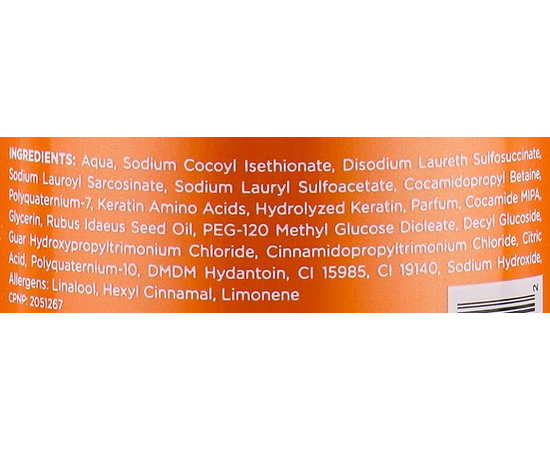 INGREDIENTS: Aqua, Sodium Cocoyl Isethionate, Disodium Laureth Sulfosuccinate,
Sodium Lauroyl Sarcosinate, Sodium Lauryl Sulfoacetate, Cocamidopropyl Betaine,
Polyquaternium-7, Keratin Amino Acids, Hydrolyzed Keratin, Parfum, Cocamide MIPA,
Glycerin, Rubus Idaeus Seed Oil, PEG-120 Methyl Glucose Dioleate, Decyl Glucoside,
Guar Hydroxypropyltrimonium Chloride, Cinnamidopropyltrimonium Chloride, Citric
Acid, Polyquaternium-10, DMDM Hydantoin, CI 15985, CI 19140, Sodium Hydroxide,
Allergens: Linalool, Hexyl Cinnamal, Limonene
CPNP: 2051267
2